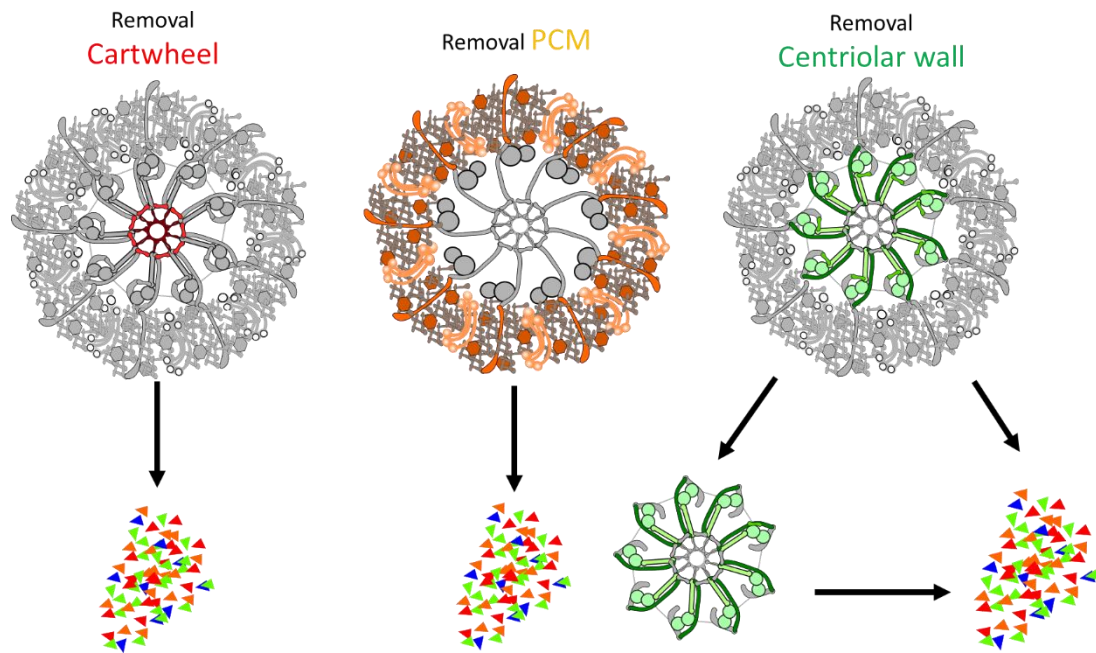 Removal
Cartwheel
Removal PCM
Removal
Centriolar wall